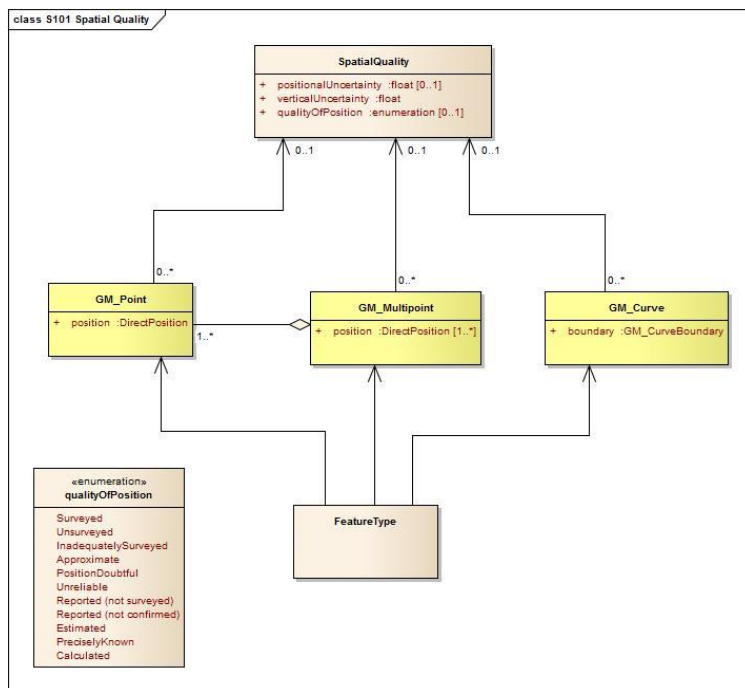 class S101 Spatial Quality
SpatialQuality
+ positionalUncertainty :float [0..1]
+ verticalUncertainty :float
+ qualityOfPosition :enumeration [0..1]
0..1
0..1
0..1
0..*
0..*
0..*
GM_Point
+ position :DirectPosition
1..*
GM_Multipoint
+ position :DirectPosition [1..*]
GM_Curve
+ boundary :GM_CurveBoundary
«enumeration»
qualityOfPosition
Surveyed
Unsurveyed
InadequatelySurveyed
Approximate
PositionDoubtful
Unreliable
Reported (not surveyed)
Reported (not confirmed)
Estimated
PreciselyKnown
Calculated
FeatureType